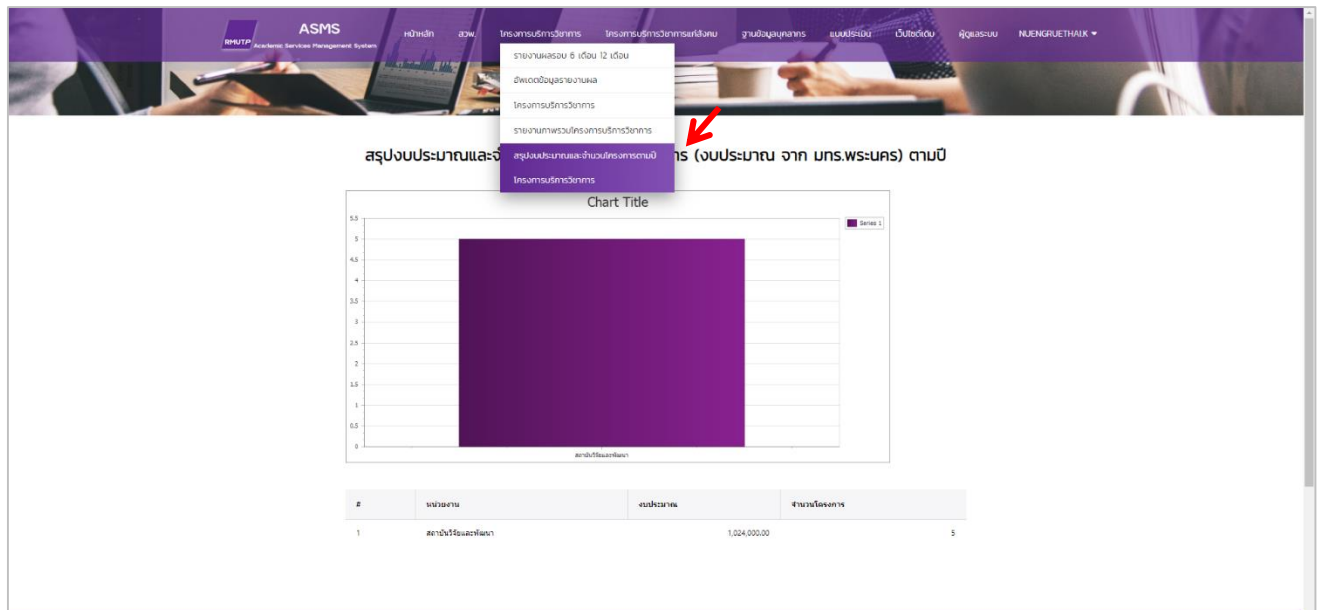 ASMS
RMUTP Academic Services Management System
หน้าหลัก สวพ. โครงการบริการวิชาการ โครงการบริการวิชาการแก่สังคม ฐานข้อมูลบุคลากร แบบประเมิน เว็บไซต์เดิม ผู้ดูแลระบบ NUENGRUETHAI.K
รายงานผลรอบ 6 เดือน 12 เดือน
อัพเดตข้อมูลรายงานผล
โครงการบริการวิชาการ
รายงานภาพรวมโครงการบริการวิชาการ
สรุปงบประมาณและจำนวนโครงการตามปี
โครงการบริการวิชาการ
สรุปงบประมาณและจำ าร (งบประมาณ จาก มทร.พระนคร) ตามปี
Chart Title
Series 1
5.5
5
4.5
4
3.5
3
2.5
2
1.5
1
0.5
0
สถาบันวิจัยและพัฒนา
# หน่วยงาน งบประมาณ จำนวนโครงการ
1 สถาบันวิจัยและพัฒนา 1,024,000.00 5